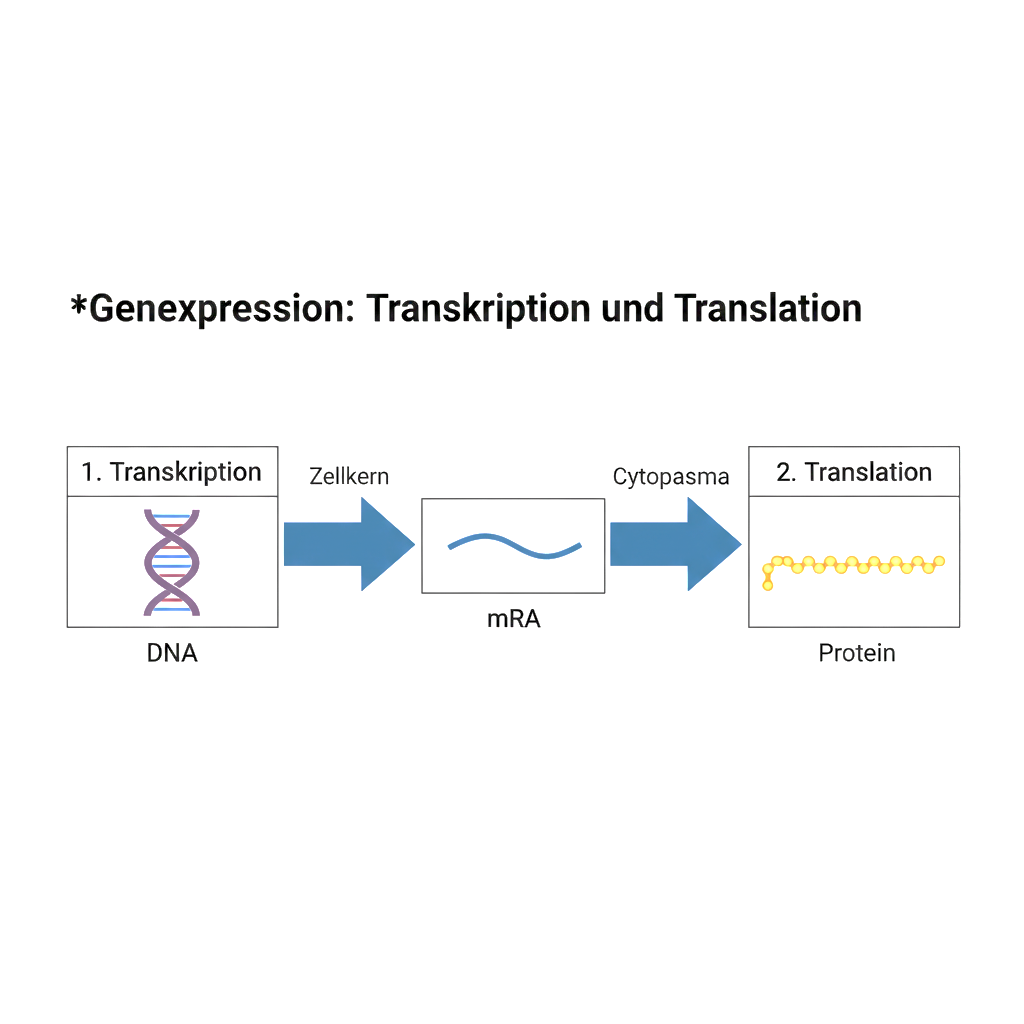 *Genexpression: Transkription und Translation
1. Transkription
Zellkern
Cytopasma
2. Translation
mRA
DNA
Protein